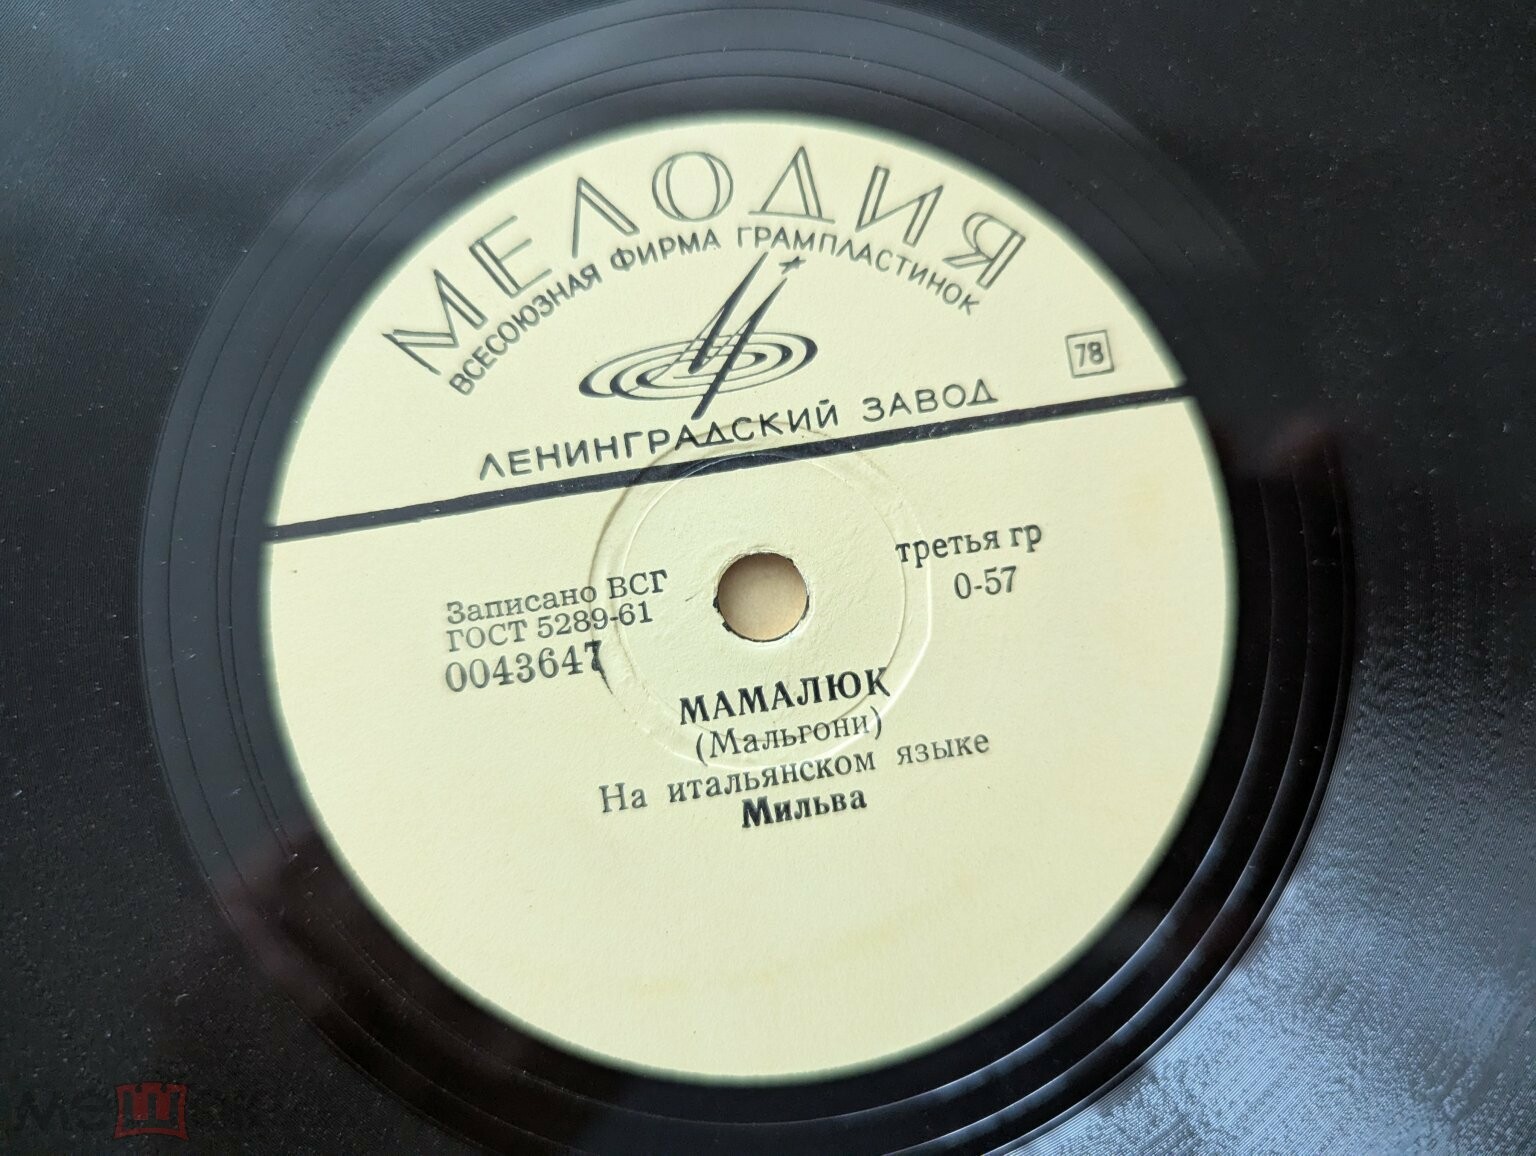 МЕЛОДИЯ
ВСЕСОЮЗНАЯ ФИРМА ГРАМПЛАСТИНОК
78
ЛЕНИНГРАДСКИЙ ЗАВОД
Записано ВСГ
ГОСТ 5289-61
0043647
третья гр
0-57
МАМАЛЮК
(Мальгони)
На итальянском языке
Мильва
мешок